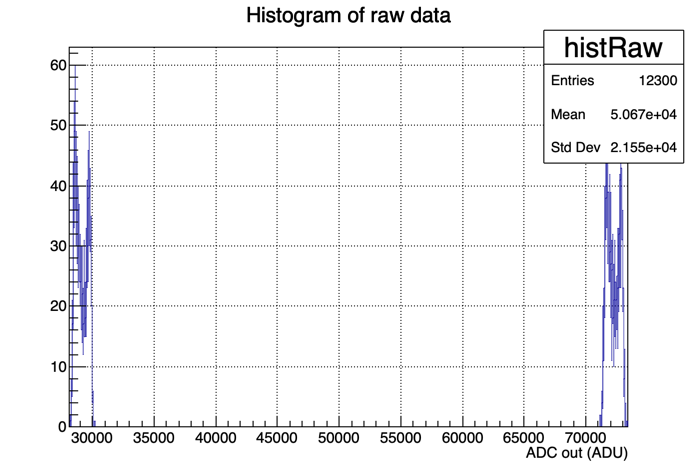 Histogram of raw data
histRaw
Entries 12300
Mean 5.067e+04
Std Dev 2.155e+04
60
50
40
30
20
10
0
30000 35000 40000 45000 50000 55000 60000 65000 70000
ADC out (ADU)